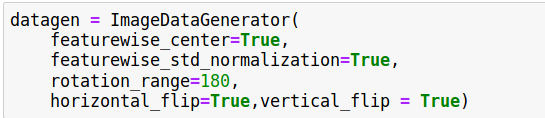 datagen = ImageDataGenerator(
    featurewise_center=True,
    featurewise_std_normalization=True,
    rotation_range=180,
    horizontal_flip=True,vertical_flip = True)